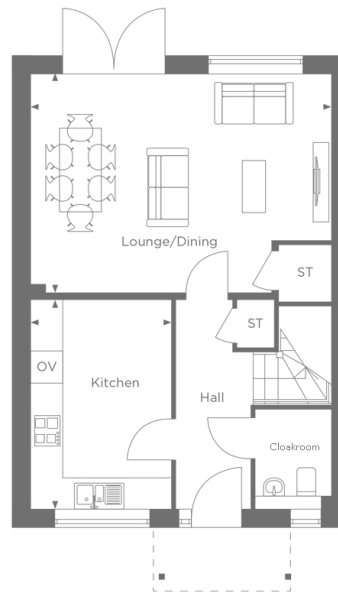 Lounge/Dining
ST
ST
OV
Kitchen
Hall
Cloakroom